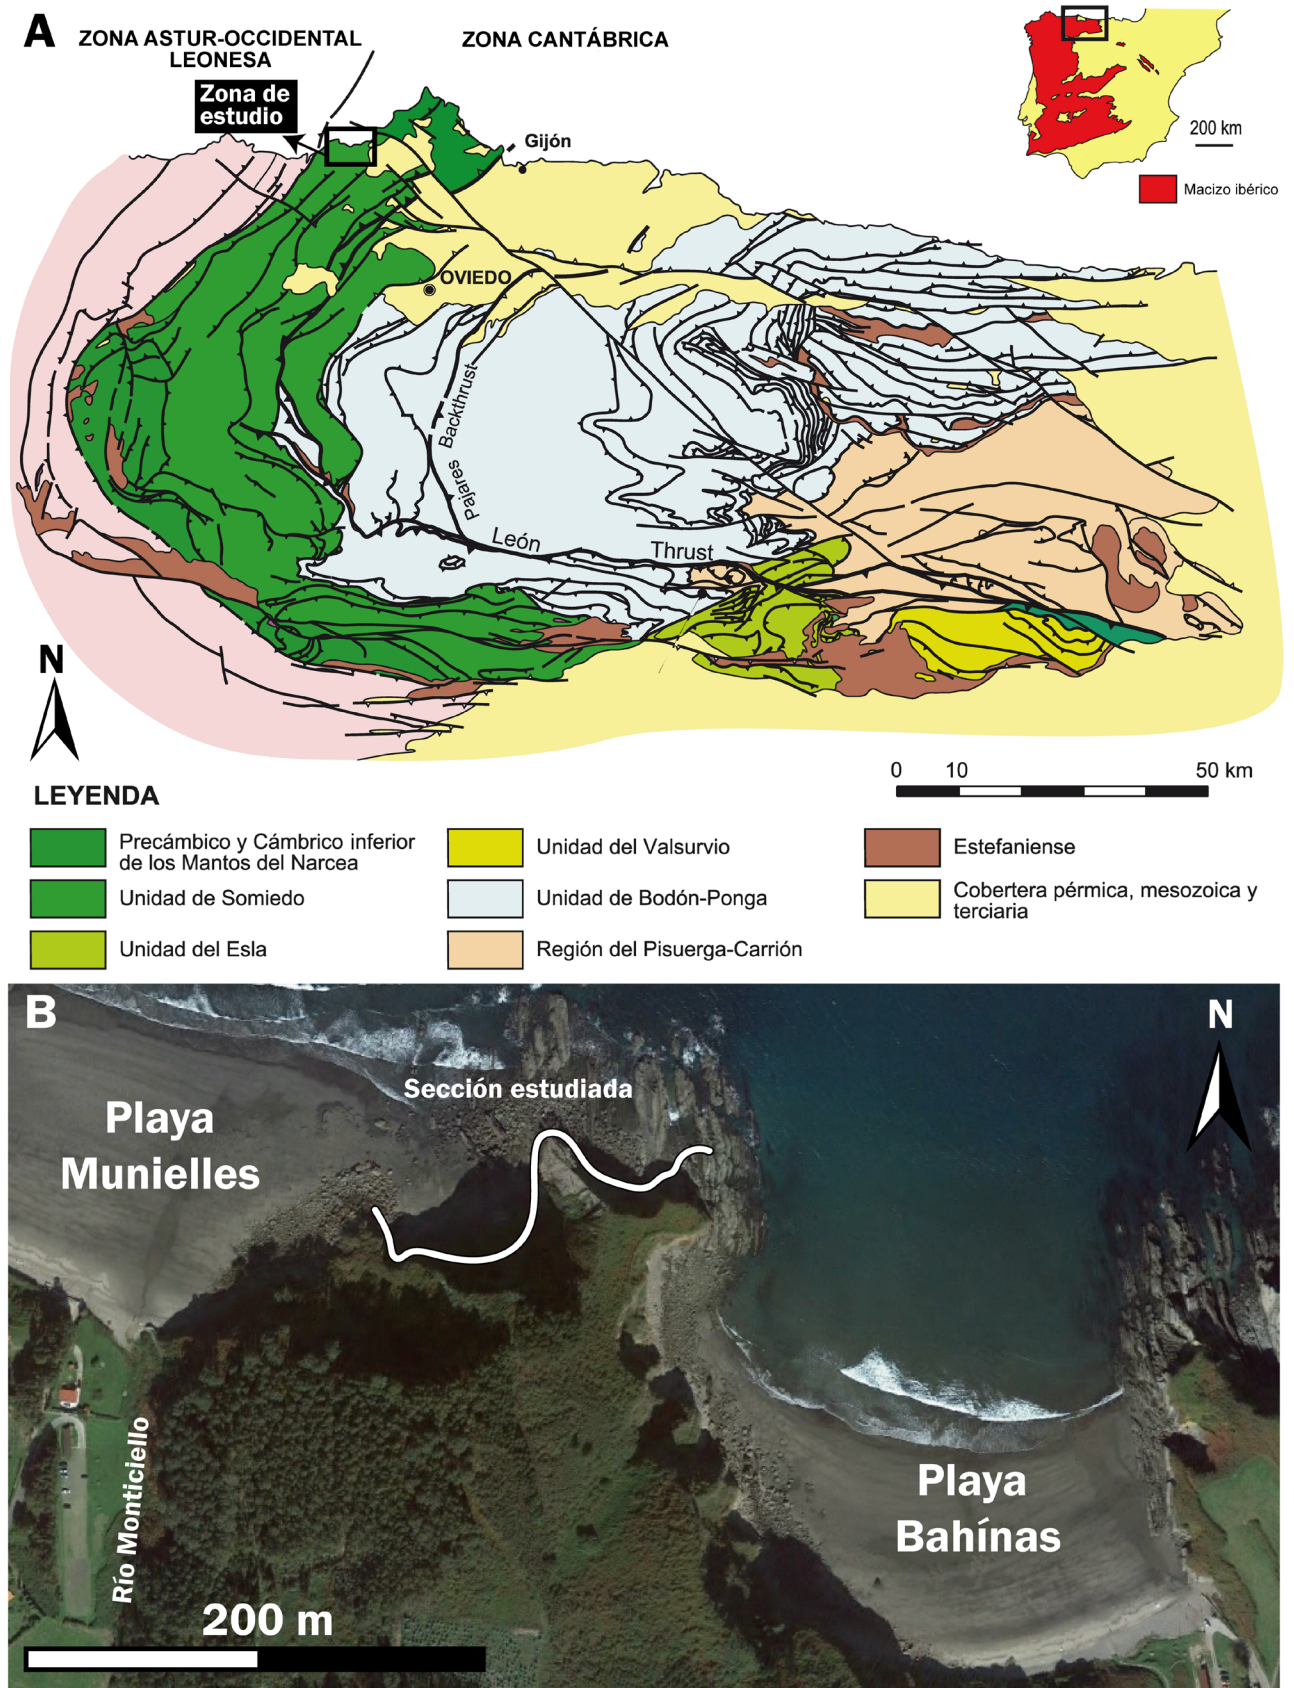 A
ZONA ASTUR-OCCIDENTAL
LEONESA
ZONA CANTÁBRICA
Zona de
estudio
Gijón
200 km
Macizo ibérico
OVIEDO
Pajares Backthrust
León Thrust
N
0 10 50 km
LEYENDA
Precámbico y Cámbrico inferior
de los Mantos del Narcea
Unidad de Somiedo
Unidad del Esla
Unidad del Valsurvio
Unidad de Bodón-Ponga
Región del Pisuerga-Carrión
Estefaniense
Cobertera pérmica, mesozoica y
terciaria
B
N
Sección estudiada
Playa
Munielles
Playa
Bahínas
Río Monticiello
200 m